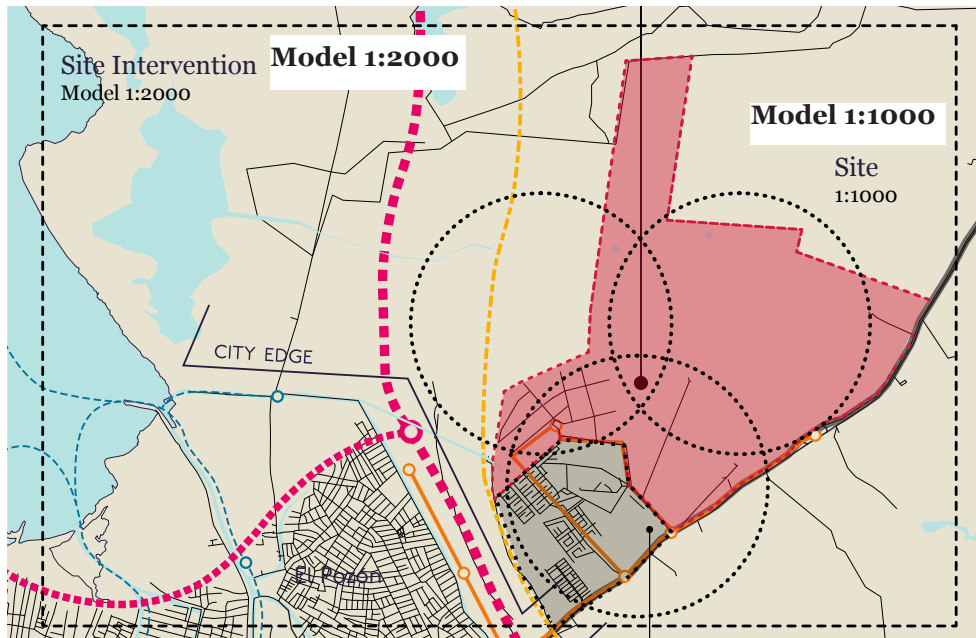 Site Intervention
Model 1:2000
Model 1:2000
Model 1:1000
Site
1:1000
CITY EDGE
El Pozon